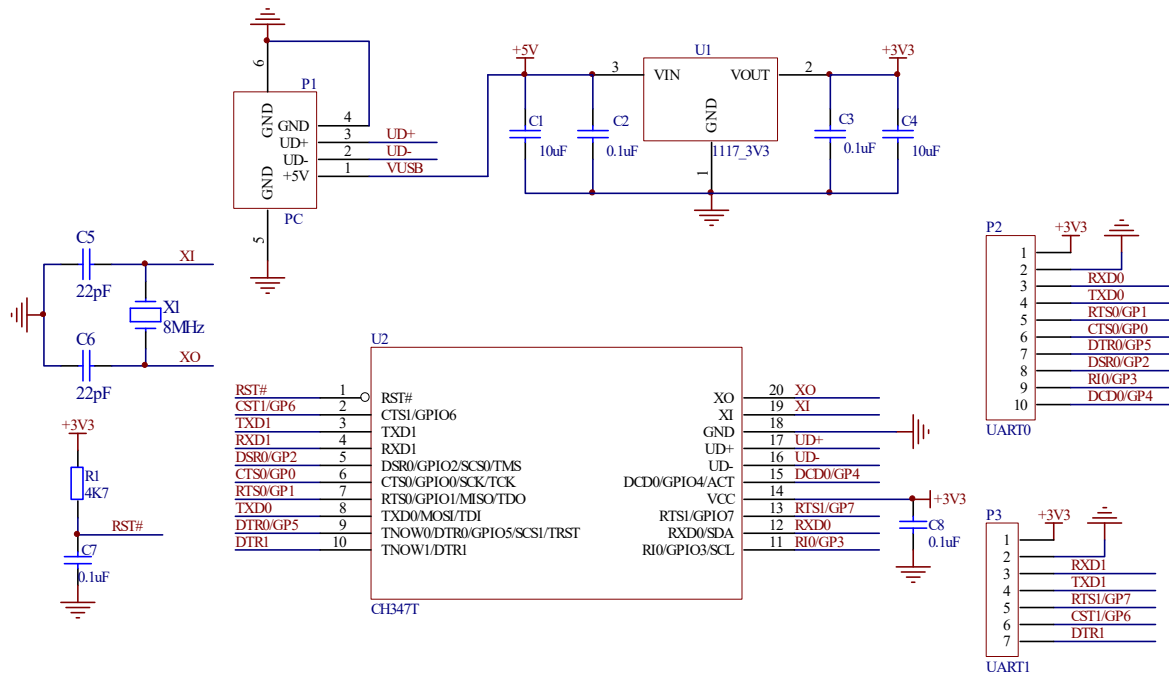 P1
6
GND
GND
4
UD+
3
UD+
UD-
2
UD-
+5V
1
VUSB
GND
PC
5
+5V
U1
+3V3
3
VIN
VOUT
2
GND
1117_3V3
1
C1
10uF
C2
0.1uF
C3
0.1uF
C4
10uF
C5
22pF
XI
X1
8MHz
C6
22pF
XO
+3V3
R1
4K7
RST#
C7
0.1uF
U2
RST# 1 RST#
CST1/GP6 2 CTS1/GPIO6
TXD1 3 TXD1
RXD1 4 RXD1
DSR0/GP2 5 DSR0/GPIO2/SCS0/TMS
CTS0/GP0 6 CTS0/GPIO0/SCK/TCK
RTS0/GP1 7 RTS0/GPIO1/MISO/TDO
TXD0 8 TXD0/MOSI/TDI
DTR0/GP5 9 TNOW0/DTR0/GPIO5/SCS1/TRST
DTR1 10 TNOW1/DTR1
XO 20 XO
XI 19 XI
GND 18
UD+ 17 UD+
UD- 16 UD-
DCD0/GPIO4/ACT 15 DCD0/GP4
VCC 14 +3V3
RTS1/GPIO7 13 RTS1/GP7
RXD0/SDA 12 RXD0
RI0/GPIO3/SCL 11 RI0/GP3
C8
0.1uF
CH347T
P2
+3V3
1
2
3 RXD0
4 TXD0
5 RTS0/GP1
6 CTS0/GP0
7 DTR0/GP5
8 DSR0/GP2
9 RI0/GP3
10 DCD0/GP4
UART0
P3
+3V3
1
2
3 RXD1
4 TXD1
5 RTS1/GP7
6 CST1/GP6
7 DTR1
UART1